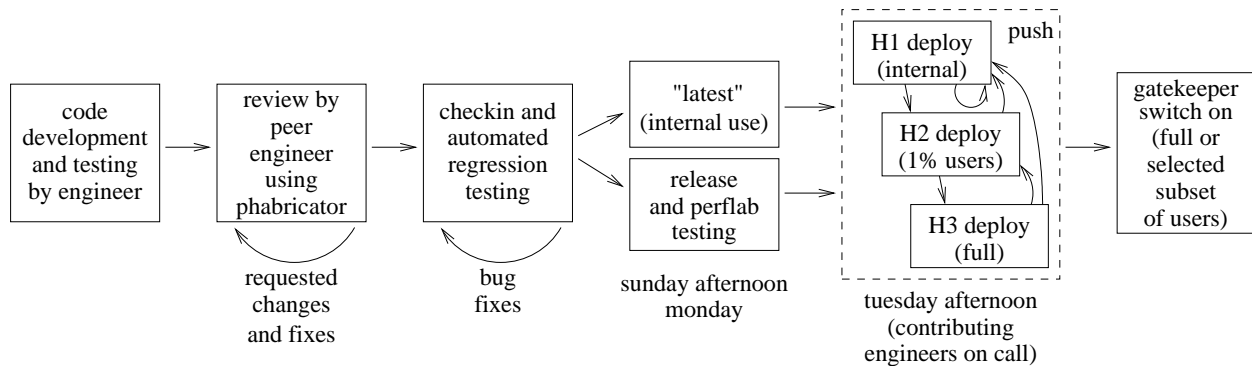 code
development
and testing
by engineer
review by
peer
engineer
using
phabricator
requested
changes
and fixes
checkin and
automated
regression
testing
bug
fixes
"latest"
(internal use)
release
and perflab
testing
sunday afternoon
monday
push
H1 deploy
(internal)
H2 deploy
(1% users)
H3 deploy
(full)
tuesday afternoon
(contributing
engineers on call)
gatekeeper
switch on
(full or
selected
subset
of users)